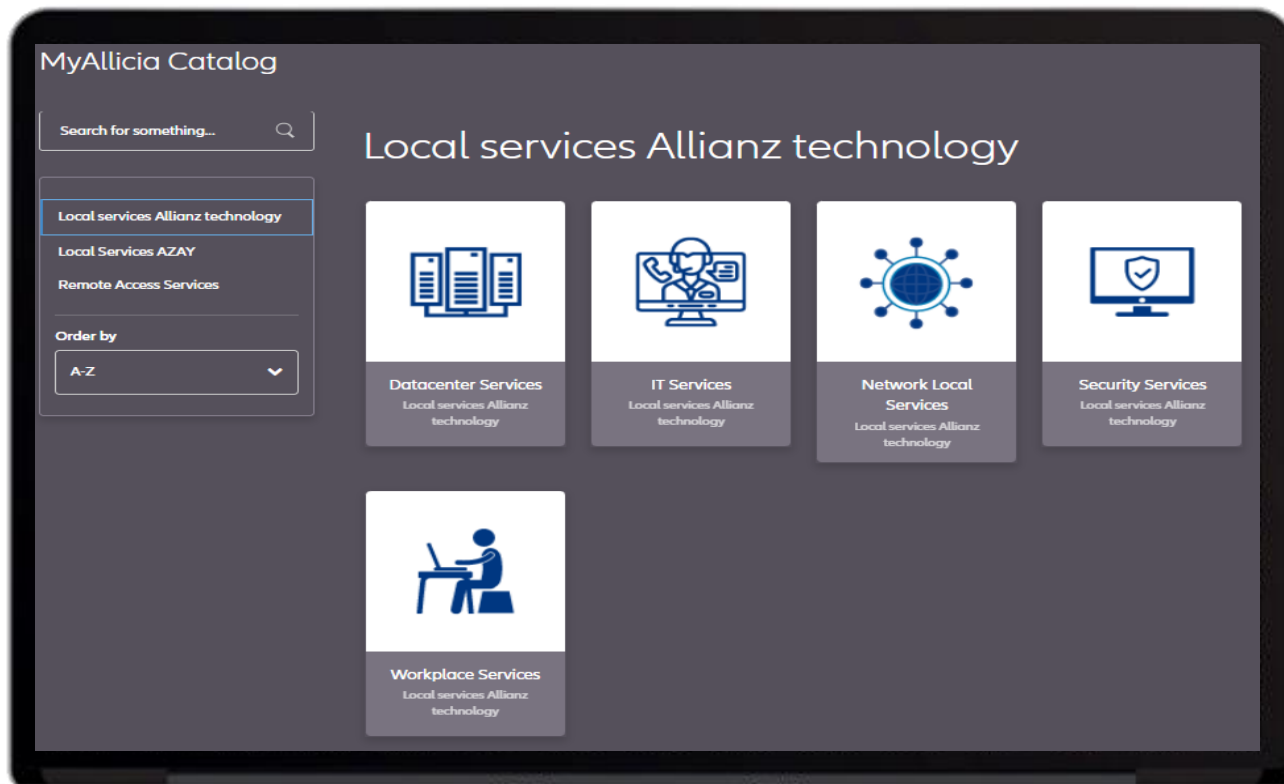 MyAllicia Catalog
Search for something...
Local services Allianz technology
Local Services AZAY
Remote Access Services
Order by
A-Z
Local services Allianz technology
Datacenter Services
Local services Allianz
technology
IT Services
Local services Allianz
technology
Network Local
Services
Local services Allianz
technology
Security Services
Local services Allianz
technology
Workplace Services
Local services Allianz
technology